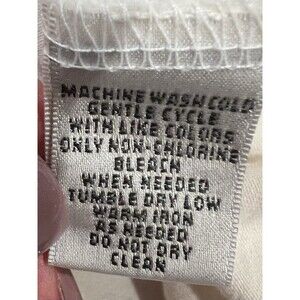 MACHINE WASH COLD
GENTLE CYCLE
WITH LIKE COLORS
ONLY NON-CHLORINE
BLEACH
WHEN NEEDED
TUMBLE DRY LOW
WARM IRON
AS NEEDED
DO NOT DRY
CLEAN